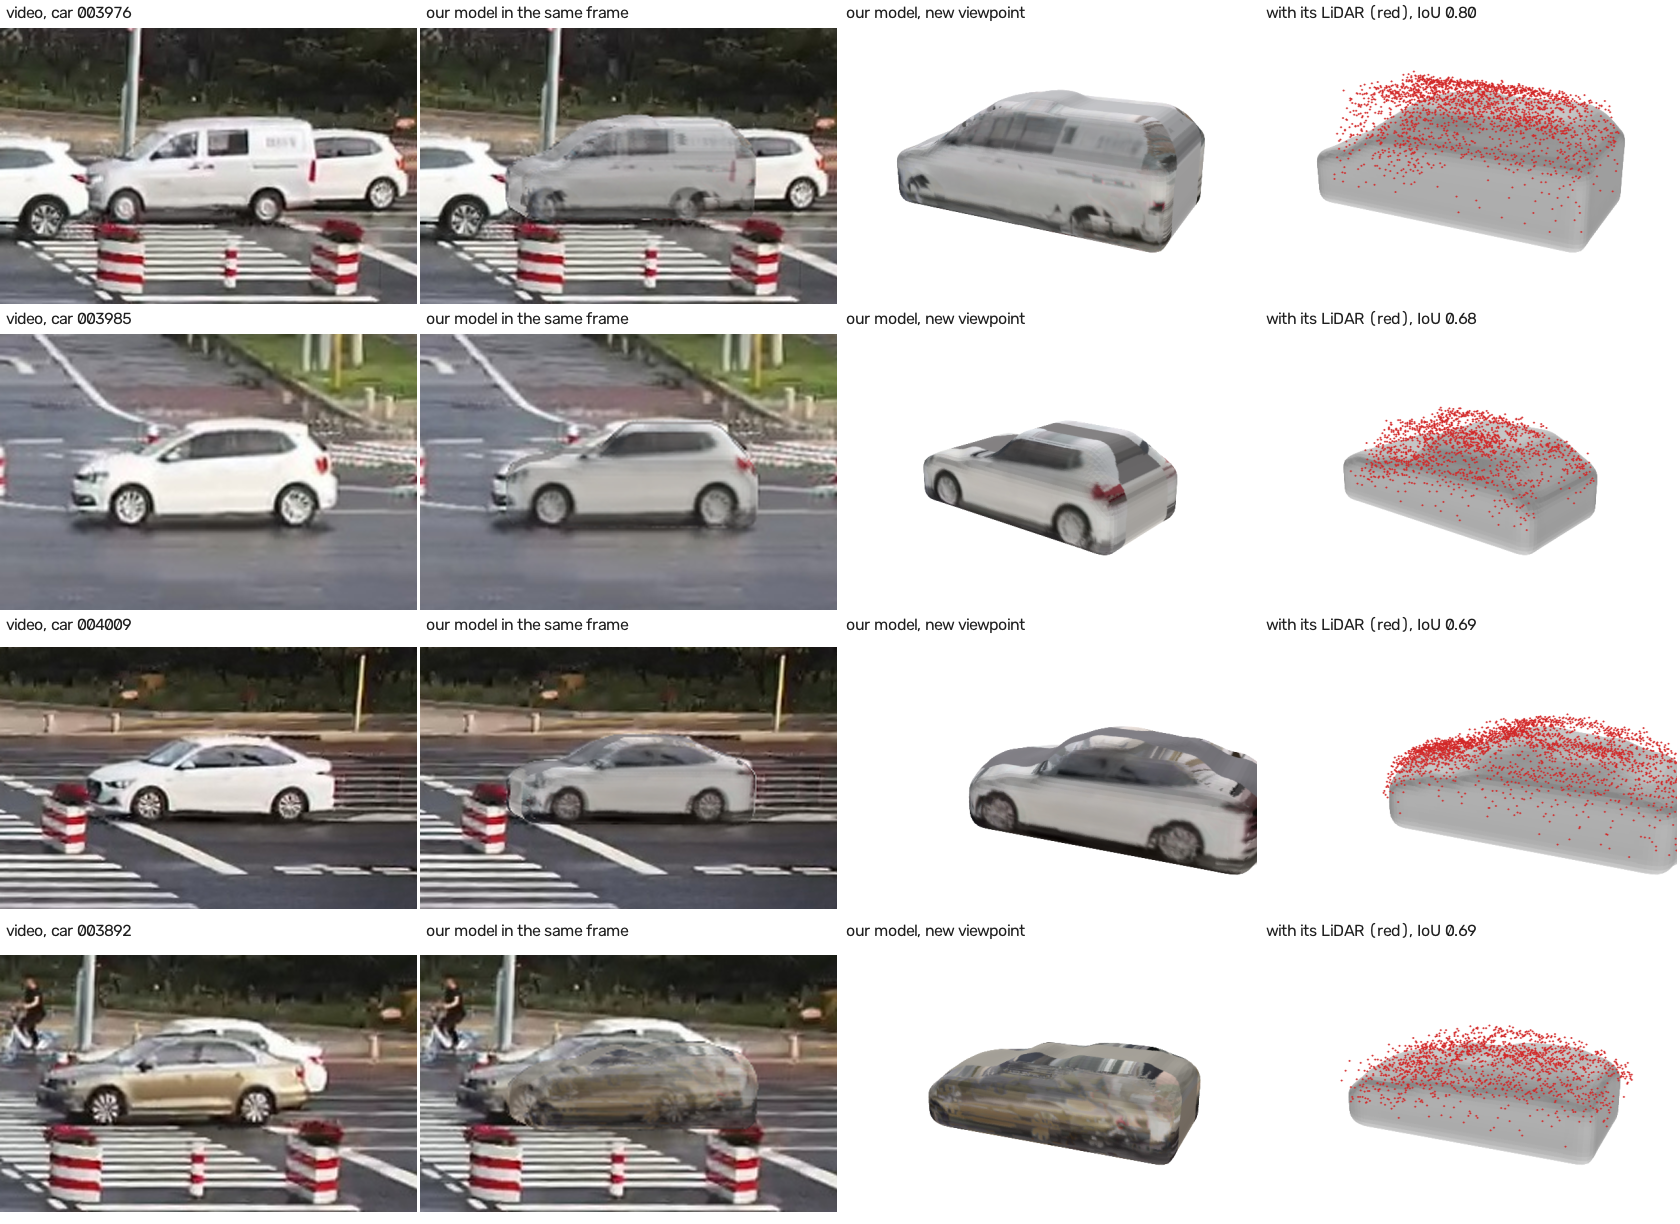 video, car 003976
our model in the same frame
our model, new viewpoint
with its LiDAR (red), IoU 0.80
video, car 003985
our model in the same frame
our model, new viewpoint
with its LiDAR (red), IoU 0.68
video, car 004009
our model in the same frame
our model, new viewpoint
with its LiDAR (red), IoU 0.69
video, car 003892
our model in the same frame
our model, new viewpoint
with its LiDAR (red), IoU 0.69